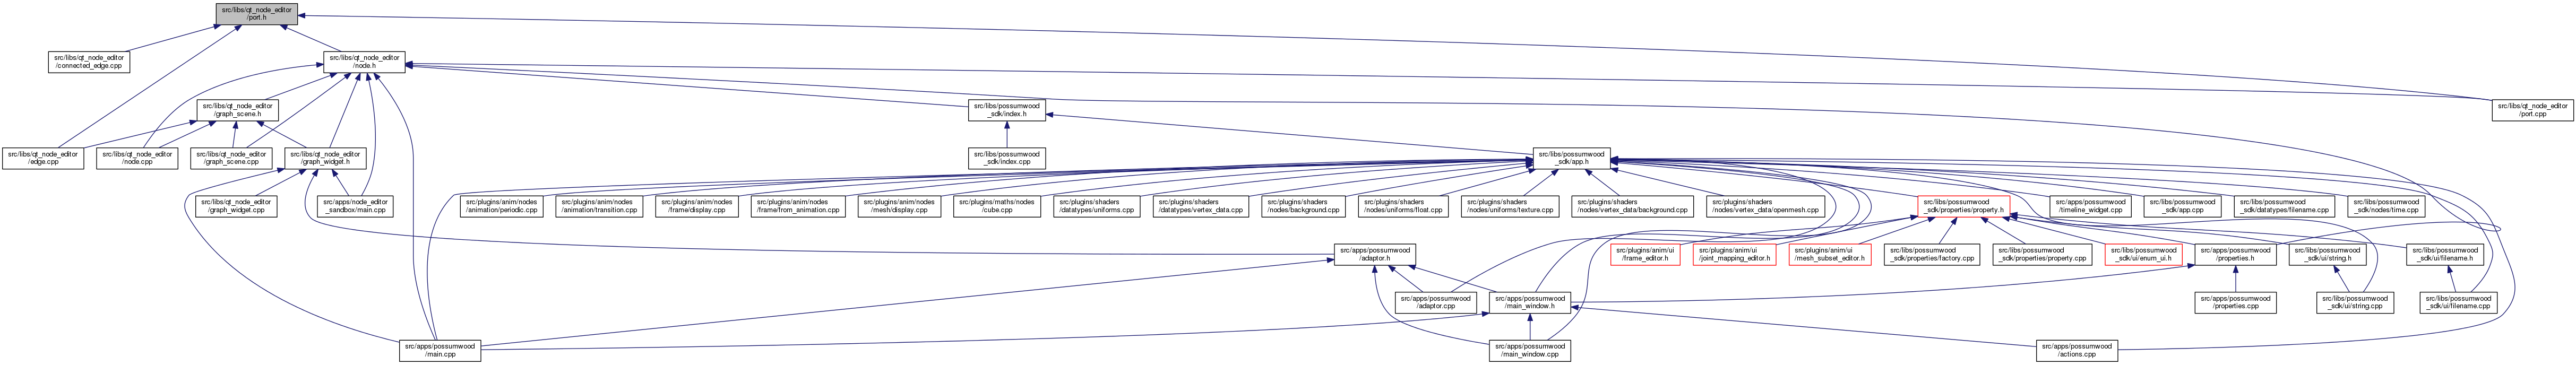 src/libs/qt_node_editor
/port.h
src/libs/qt_node_editor
/connected_edge.cpp
src/libs/qt_node_editor
/node.h
src/libs/qt_node_editor
/graph_scene.h
src/libs/possumwood
_sdk/index.h
src/libs/qt_node_editor
/port.cpp
src/libs/qt_node_editor
/edge.cpp
src/libs/qt_node_editor
/node.cpp
src/libs/qt_node_editor
/graph_scene.cpp
src/libs/qt_node_editor
/graph_widget.h
src/libs/possumwood
_sdk/index.cpp
src/libs/possumwood
_sdk/app.h
src/libs/qt_node_editor
/graph_widget.cpp
src/apps/node_editor
_sandbox/main.cpp
src/plugins/anim/nodes
/animation/periodic.cpp
src/plugins/anim/nodes
/animation/transition.cpp
src/plugins/anim/nodes
/frame/display.cpp
src/plugins/anim/nodes
/frame/from_animation.cpp
src/plugins/anim/nodes
/mesh/display.cpp
src/plugins/maths/nodes
/cube.cpp
src/plugins/shaders
/datatypes/uniforms.cpp
src/plugins/shaders
/datatypes/vertex_data.cpp
src/plugins/shaders
/nodes/background.cpp
src/plugins/shaders
/nodes/uniforms/float.cpp
src/plugins/shaders
/nodes/uniforms/texture.cpp
src/plugins/shaders
/nodes/vertex_data/background.cpp
src/plugins/shaders
/nodes/vertex_data/openmesh.cpp
src/libs/possumwood
_sdk/properties/property.h
src/apps/possumwood
/timeline_widget.cpp
src/libs/possumwood
_sdk/app.cpp
src/libs/possumwood
_sdk/datatypes/filename.cpp
src/libs/possumwood
_sdk/nodes/time.cpp
src/apps/possumwood
/adaptor.h
src/plugins/anim/ui
/frame_editor.h
src/plugins/anim/ui
/joint_mapping_editor.h
src/plugins/anim/ui
/mesh_subset_editor.h
src/libs/possumwood
_sdk/properties/factory.cpp
src/libs/possumwood
_sdk/properties/property.cpp
src/libs/possumwood
_sdk/ui/enum_ui.h
src/apps/possumwood
/properties.h
src/libs/possumwood
_sdk/ui/string.h
src/libs/possumwood
_sdk/ui/filename.h
src/apps/possumwood
/adaptor.cpp
src/apps/possumwood
/main_window.h
src/apps/possumwood
/properties.cpp
src/libs/possumwood
_sdk/ui/string.cpp
src/libs/possumwood
_sdk/ui/filename.cpp
src/apps/possumwood
/main.cpp
src/apps/possumwood
/main_window.cpp
src/apps/possumwood
/actions.cpp